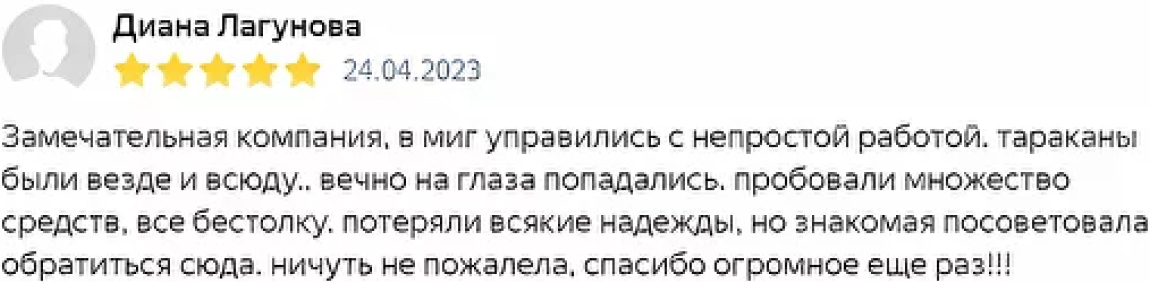 Диана Лагунова
24.04.2023
Замечательная компания, в миг управились с непростой работой. тараканы
были везде и всюду.. вечно на глаза попадались. пробовали множество
средств, все бестолку. потеряли всякие надежды, но знакомая посоветовала
обратиться сюда. ничуть не пожалела, спасибо огромное еще раз!!!